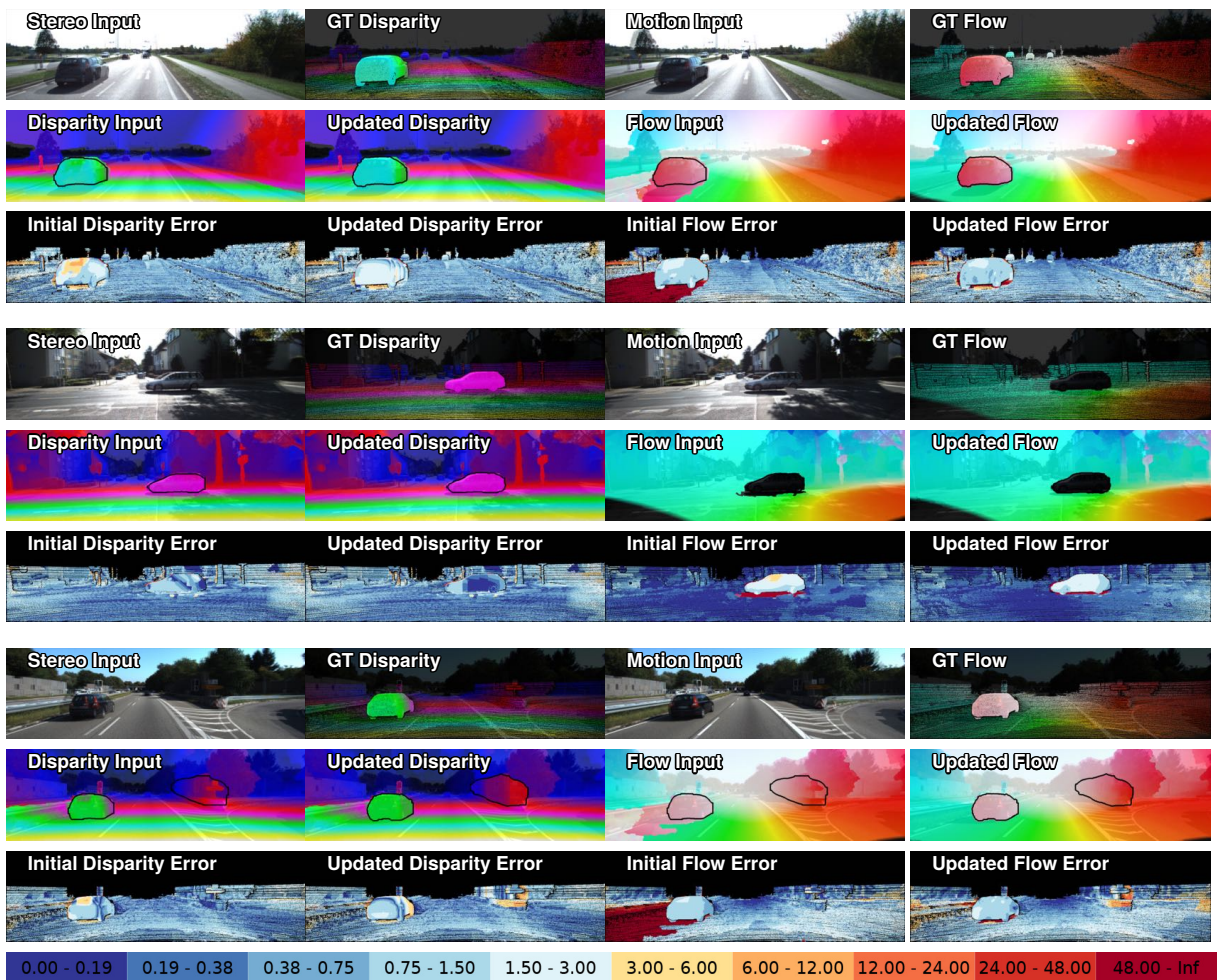 Stereo Input GT Disparity Motion Input GT Flow
Disparity Input Updated Disparity Flow Input Updated Flow
Initial Disparity Error Updated Disparity Error Initial Flow Error Updated Flow Error
Stereo Input GT Disparity Motion Input GT Flow
Disparity Input Updated Disparity Flow Input Updated Flow
Initial Disparity Error Updated Disparity Error Initial Flow Error Updated Flow Error
Stereo Input GT Disparity Motion Input GT Flow
Disparity Input Updated Disparity Flow Input Updated Flow
Initial Disparity Error Updated Disparity Error Initial Flow Error Updated Flow Error
0.00 - 0.19 0.19 - 0.38 0.38 - 0.75 0.75 - 1.50 1.50 - 3.00 3.00 - 6.00 6.00 - 12.00 12.00 - 24.00 24.00 - 48.00 48.00 - Inf